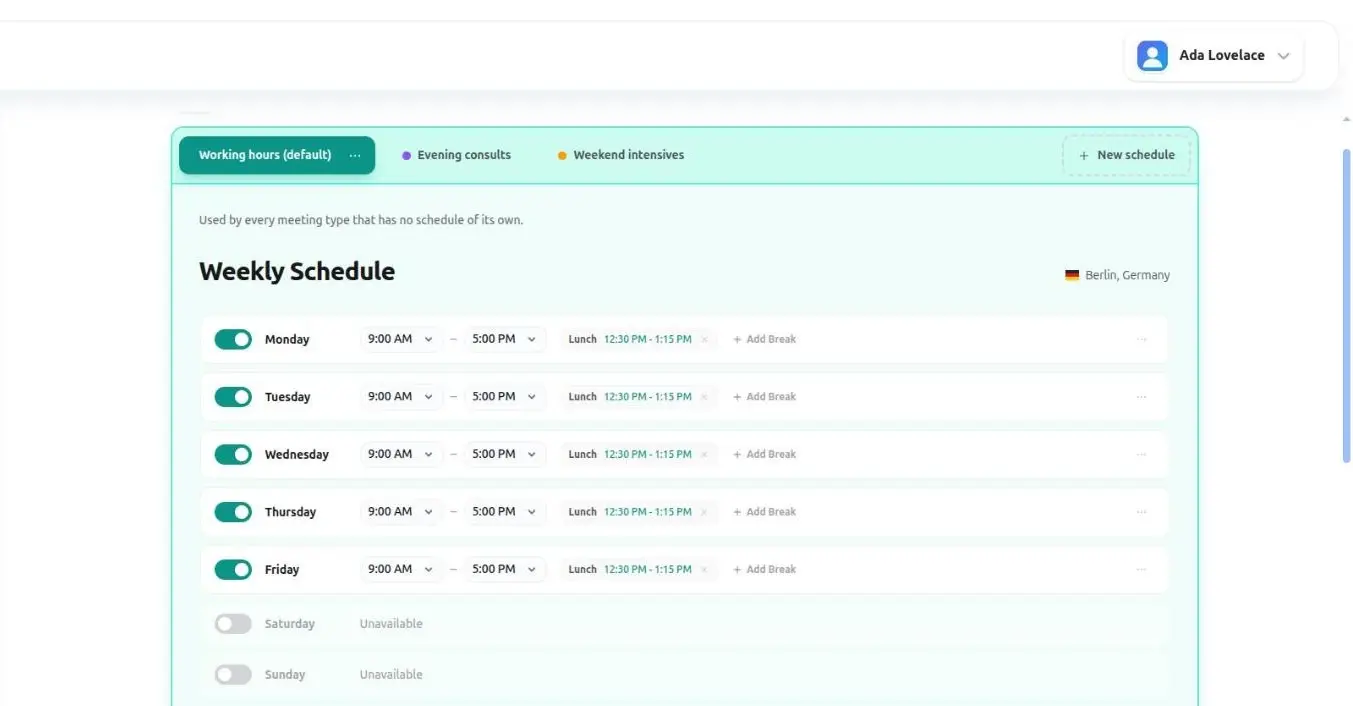 Ada Lovelace
Working hours (default) ... Evening consults Weekend intensives + New schedule
Used by every meeting type that has no schedule of its own.
Weekly Schedule Berlin, Germany
Monday 9:00 AM – 5:00 PM Lunch 12:30 PM - 1:15 PM × + Add Break ...
Tuesday 9:00 AM – 5:00 PM Lunch 12:30 PM - 1:15 PM × + Add Break ...
Wednesday 9:00 AM – 5:00 PM Lunch 12:30 PM - 1:15 PM × + Add Break ...
Thursday 9:00 AM – 5:00 PM Lunch 12:30 PM - 1:15 PM × + Add Break ...
Friday 9:00 AM – 5:00 PM Lunch 12:30 PM - 1:15 PM × + Add Break ...
Saturday Unavailable
Sunday Unavailable